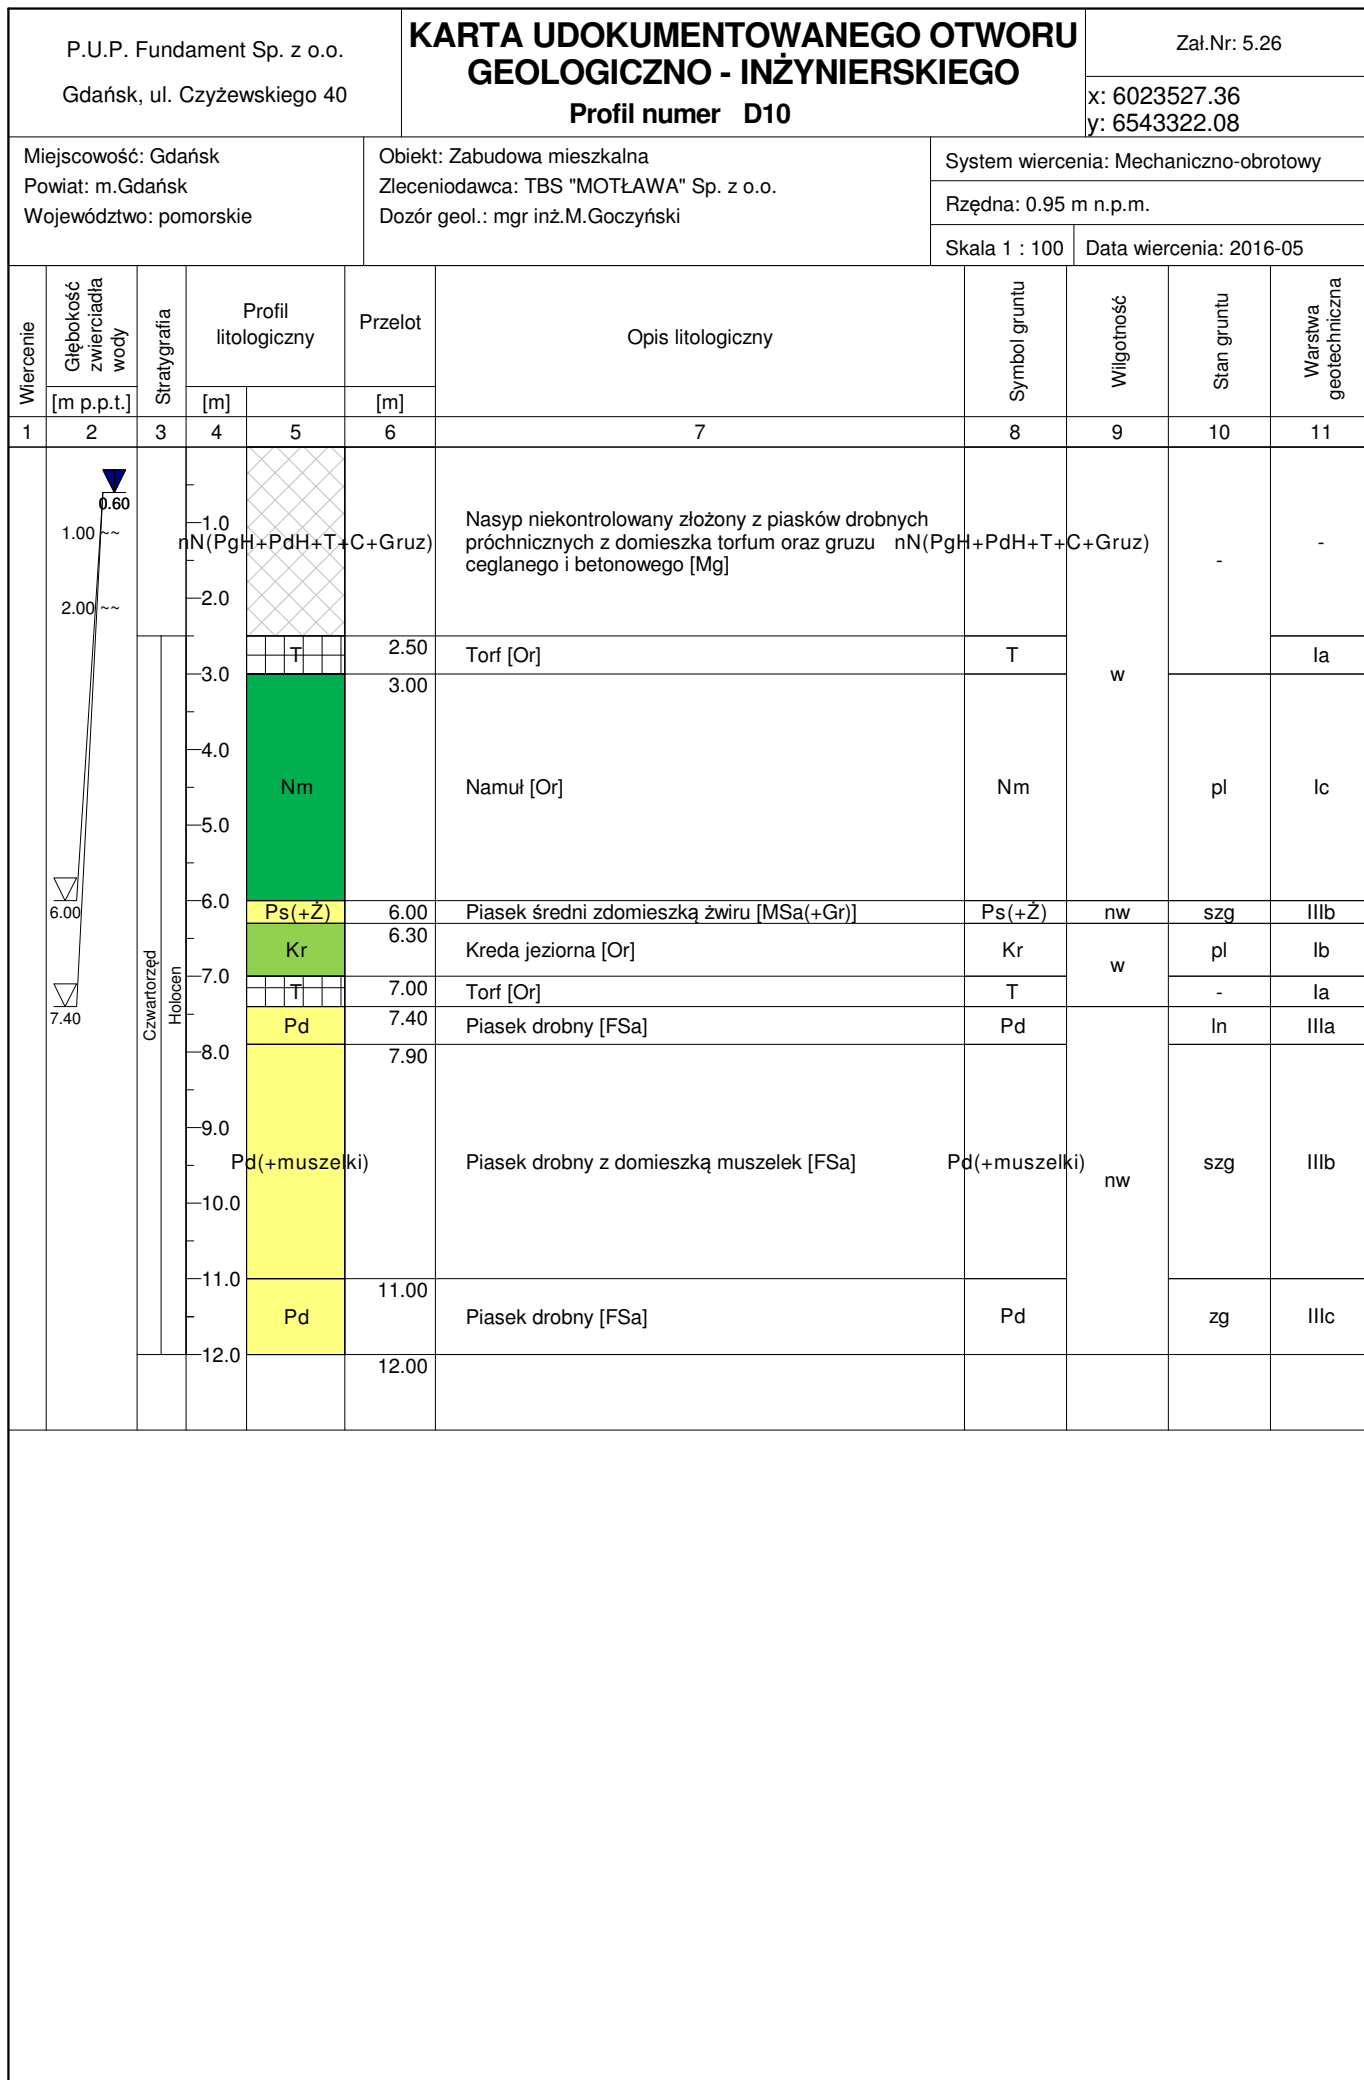 P.U.P. Fundament Sp. z o.o.
Gdańsk, ul. Czyżewskiego 40
KARTA UDOKUMENTOWANEGO OTWORU
GEOLOGICZNO - INŻYNIERSKIEGO
Profil numer D10
Zał.Nr: 5.26
x: 6023527.36
y: 6543322.08
Miejscowość: Gdańsk
Powiat: m.Gdańsk
Województwo: pomorskie
Obiekt: Zabudowa mieszkalna
Zleceniodawca: TBS "MOTŁAWA" Sp. z o.o.
Dozór geol.: mgr inż.M.Goczyński
System wiercenia: Mechaniczno-obrotowy
Rzędna: 0.95 m n.p.m.
Skala 1 : 100
Data wiercenia: 2016-05
Wiercenie
Głębokość
zwierciadła
wody
[m p.p.t.]
Stratygrafia
Profil
litologiczny
[m]
Przelot
[m]
Opis litologiczny
Symbol gruntu
Wilgotność
Stan gruntu
Warstwa
geotechniczna
1 2 3 4 5 6 7 8 9 10 11
0.60
1.00 ~~
2.00 ~~
6.00
7.40
Czwartorzęd
Holocen
1.0
2.0
3.0
4.0
5.0
6.0
7.0
8.0
9.0
10.0
11.0
12.0
nN(PgH+PdH+T+C+Gruz)
Nasyp niekontrolowany złożony z piasków drobnych
próchnicznych z domieszka torfum oraz gruzu
ceglanego i betonowego [Mg]
nN(PgH+PdH+T+C+Gruz)
- -
T 2.50 Torf [Or] T Ia
w
3.00
Nm Namuł [Or] Nm pl Ic
Ps(+Ż) 6.00 Piasek średni zdomieszką żwiru [MSa(+Gr)] Ps(+Ż) nw szg IIIb
6.30
Kr Kreda jeziorna [Or] Kr w pl Ib
T 7.00 Torf [Or] T - Ia
Pd 7.40 Piasek drobny [FSa] Pd ln IIIa
7.90
Pd(+muszelki) Piasek drobny z domieszką muszelek [FSa] Pd(+muszelki) nw szg IIIb
11.00
Pd Piasek drobny [FSa] Pd zg IIIc
12.00